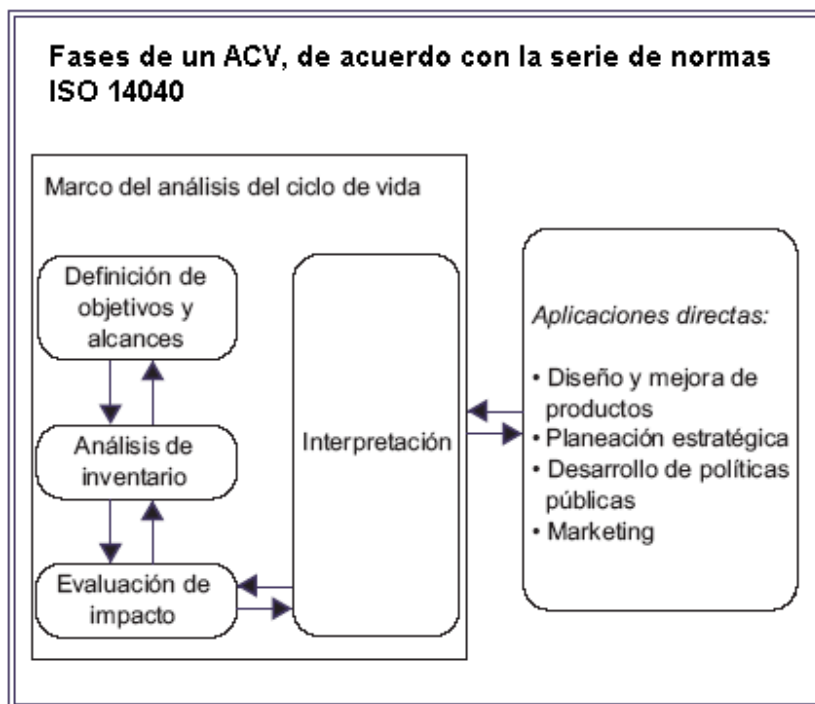 Fases de un ACV, de acuerdo con la serie de normas
ISO 14040
Marco del análisis del ciclo de vida
Definición de
objetivos y
alcances
Análisis de
inventario
Evaluación de
impacto
Interpretación
Aplicaciones directas:
• Diseño y mejora de
productos
• Planeación estratégica
• Desarrollo de políticas
públicas
• Marketing